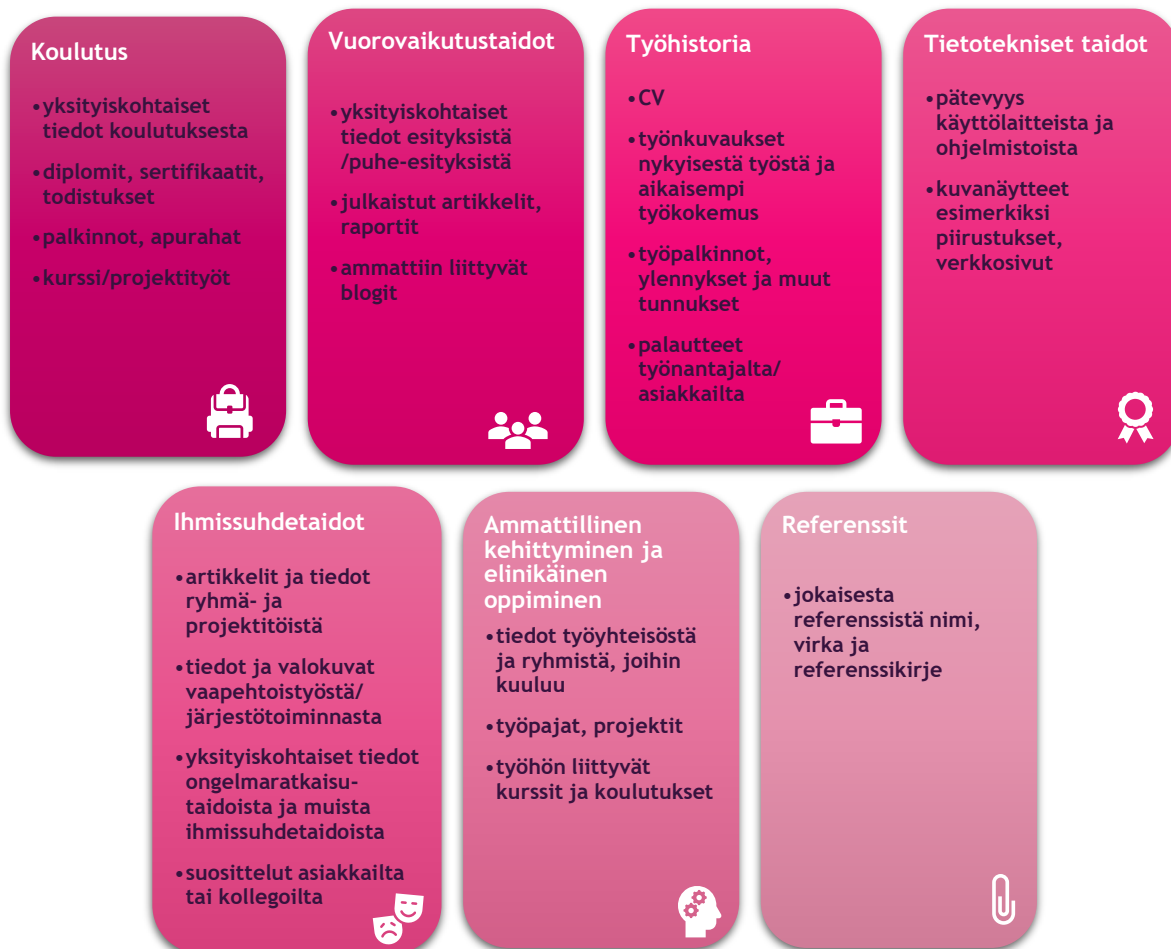 Koulutus
•yksityiskohtaiset
tiedot koulutuksesta
•diplomit, sertifikaatit,
todistukset
•palkinnot, apurahat
•kurssi/projektityöt
Vuorovaikutustaidot
•yksityiskohtaiset
tiedot esityksistä
/puhe-esityksistä
•julkaistut artikkelit,
raportit
•ammattiin liittyvät
blogit
Työhistoria
•CV
•työnkuvaukset
nykyisestä työstä ja
aikaisempi
työkokemus
•työpalkinnot,
ylennykset ja muut
tunnukset
•palautteet
työnantajalta/
asiakkailta
Tietotekniset taidot
•pätevyys
käyttölaitteista ja
ohjelmistoista
•kuvanäytteet
esimerkiksi
piirustukset,
verkkosivut
Ihmissuhdetaidot
•artikkelit ja tiedot
ryhmä- ja
projektitöistä
•tiedot ja valokuvat
vaapehtoistyöstä/
järjestötoiminnasta
•yksityiskohtaiset tiedot
ongelmaratkaisu-
taidoista ja muista
ihmissuhdetaidoista
•suosittelut asiakkailta
tai kollegoilta
Ammattillinen
kehittyminen ja
elinikäinen
oppiminen
•tiedot työyhteisöstä
ja ryhmistä, joihin
kuuluu
•työpajat, projektit
•työhön liittyvät
kurssit ja koulutukset
Referenssit
•jokaisesta
referenssistä nimi,
virka ja
referenssikirje